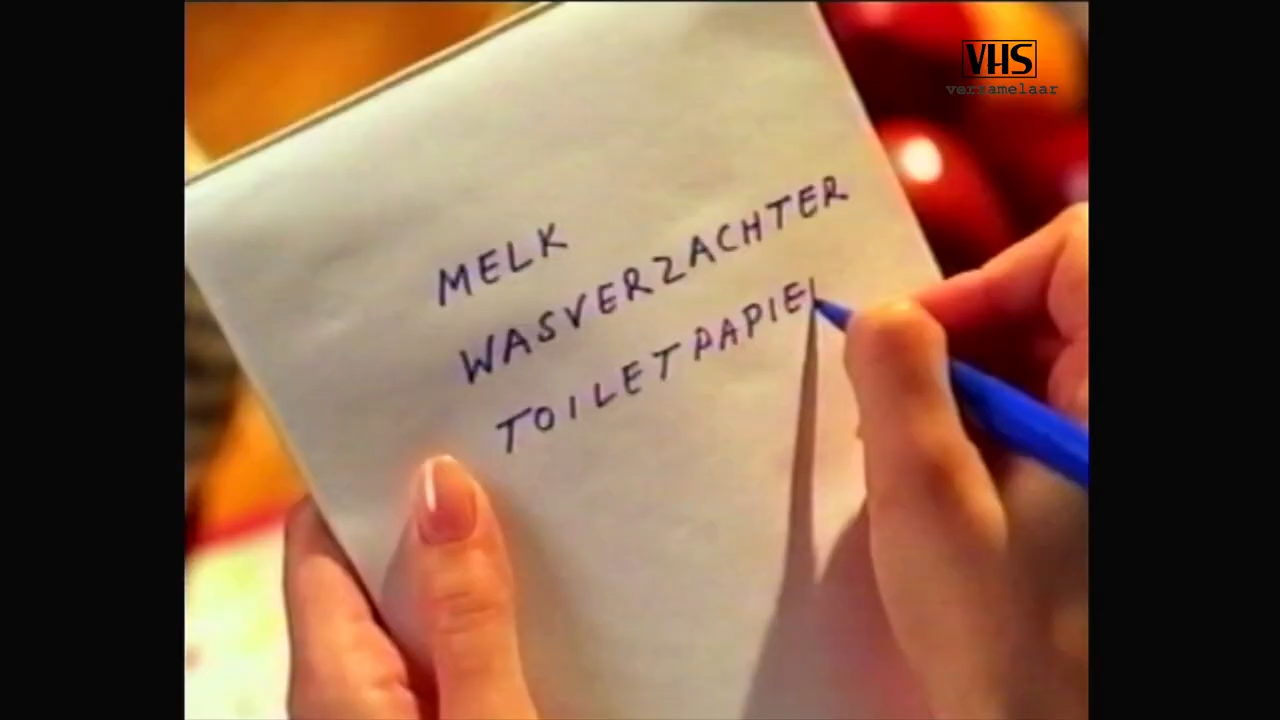 VHS
verzamelaar
MELK
WASVERZACHTER
TOILETPAPIE